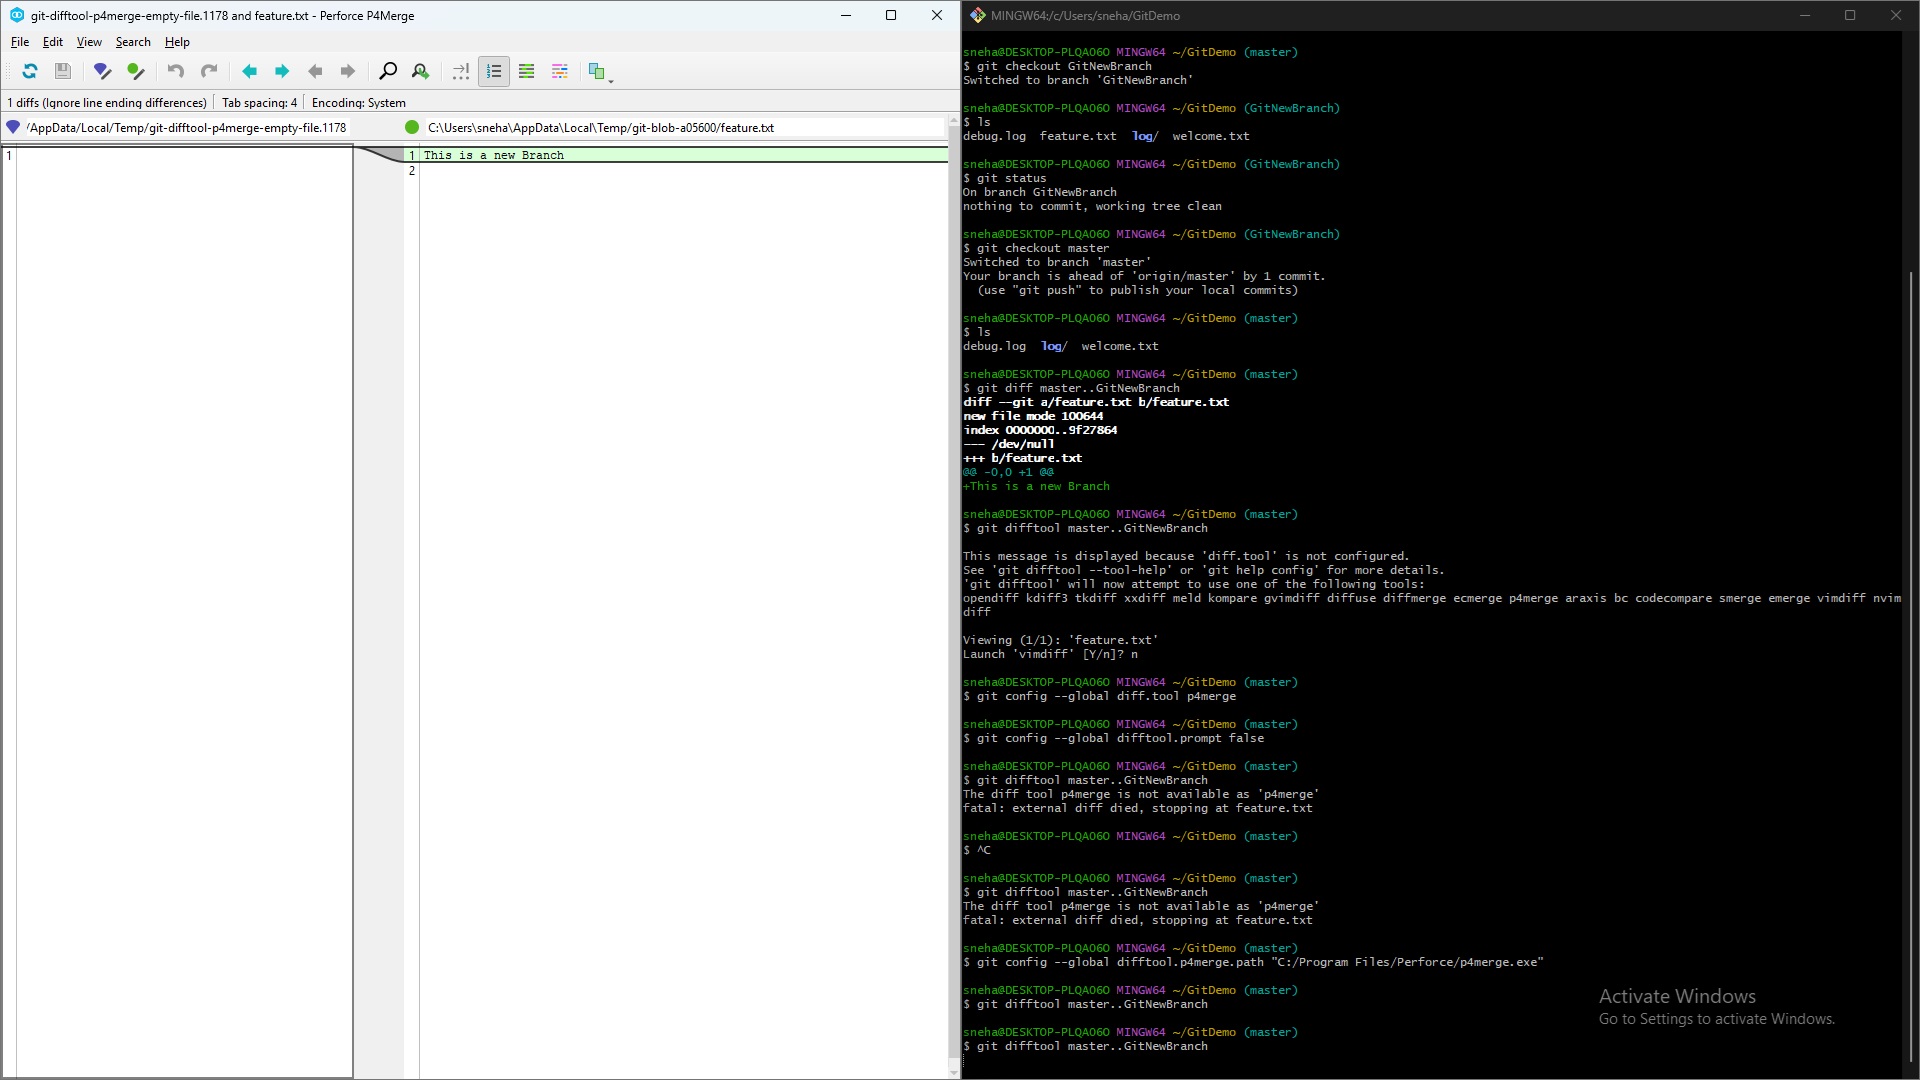 git-difftool-p4merge-empty-file.1178 and feature.txt - Perforce P4Merge
File Edit View Search Help
1 diffs (Ignore line ending differences) Tab spacing: 4 Encoding: System
/AppData/Local/Temp/git-difftool-p4merge-empty-file.1178 C:\Users\sneha\AppData\Local\Temp/git-blob-a05600/feature.txt
1
1 This is a new Branch
2
MINGW64:/c/Users/sneha/GitDemo
sneha@DESKTOP-PLQAO6O MINGW64 ~/GitDemo (master)
$ git checkout GitNewBranch
Switched to branch 'GitNewBranch'
sneha@DESKTOP-PLQAO6O MINGW64 ~/GitDemo (GitNewBranch)
$ ls
debug.log feature.txt log/ welcome.txt
sneha@DESKTOP-PLQAO6O MINGW64 ~/GitDemo (GitNewBranch)
$ git status
On branch GitNewBranch
nothing to commit, working tree clean
sneha@DESKTOP-PLQAO6O MINGW64 ~/GitDemo (GitNewBranch)
$ git checkout master
Switched to branch 'master'
Your branch is ahead of 'origin/master' by 1 commit.
(use "git push" to publish your local commits)
sneha@DESKTOP-PLQAO6O MINGW64 ~/GitDemo (master)
$ ls
debug.log log/ welcome.txt
sneha@DESKTOP-PLQAO6O MINGW64 ~/GitDemo (master)
$ git diff master..GitNewBranch
diff --git a/feature.txt b/feature.txt
new file mode 100644
index 0000000..9f27864
--- /dev/null
+++ b/feature.txt
@@ -0,0 +1 @@
+This is a new Branch
sneha@DESKTOP-PLQAO6O MINGW64 ~/GitDemo (master)
$ git difftool master..GitNewBranch
This message is displayed because 'diff.tool' is not configured.
See 'git difftool --tool-help' or 'git help config' for more details.
'git difftool' will now attempt to use one of the following tools:
opendiff kdiff3 tkdiff xxdiff meld kompare gvimdiff diffuse diffmerge ecmerge p4merge araxis bc codecompare smerge emerge vimdiff nvim
diff
Viewing (1/1): 'feature.txt'
Launch 'vimdiff' [Y/n]? n
sneha@DESKTOP-PLQAO6O MINGW64 ~/GitDemo (master)
$ git config --global diff.tool p4merge
sneha@DESKTOP-PLQAO6O MINGW64 ~/GitDemo (master)
$ git config --global difftool.prompt false
sneha@DESKTOP-PLQAO6O MINGW64 ~/GitDemo (master)
$ git difftool master..GitNewBranch
The diff tool p4merge is not available as 'p4merge'
fatal: external diff died, stopping at feature.txt
sneha@DESKTOP-PLQAO6O MINGW64 ~/GitDemo (master)
$ ^C
sneha@DESKTOP-PLQAO6O MINGW64 ~/GitDemo (master)
$ git difftool master..GitNewBranch
The diff tool p4merge is not available as 'p4merge'
fatal: external diff died, stopping at feature.txt
sneha@DESKTOP-PLQAO6O MINGW64 ~/GitDemo (master)
$ git config --global difftool.p4merge.path "C:/Program Files/Perforce/p4merge.exe"
sneha@DESKTOP-PLQAO6O MINGW64 ~/GitDemo (master)
$ git difftool master..GitNewBranch
sneha@DESKTOP-PLQAO6O MINGW64 ~/GitDemo (master)
$ git difftool master..GitNewBranch
Activate Windows
Go to Settings to activate Windows.